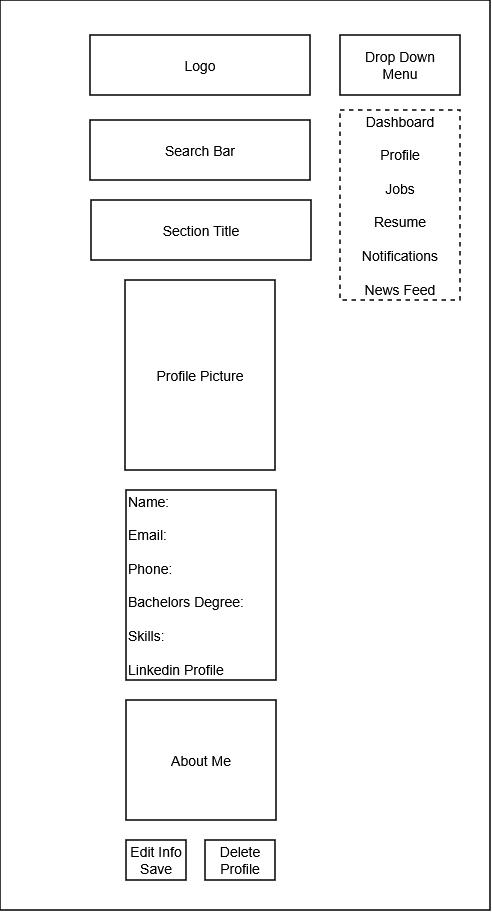 Logo
Drop Down
Menu
Search Bar
Section Title
Dashboard
Profile
Jobs
Resume
Notifications
News Feed
Profile Picture
Name:
Email:
Phone:
Bachelors Degree:
Skills:
Linkedin Profile
About Me
Edit Info
Save
Delete
Profile